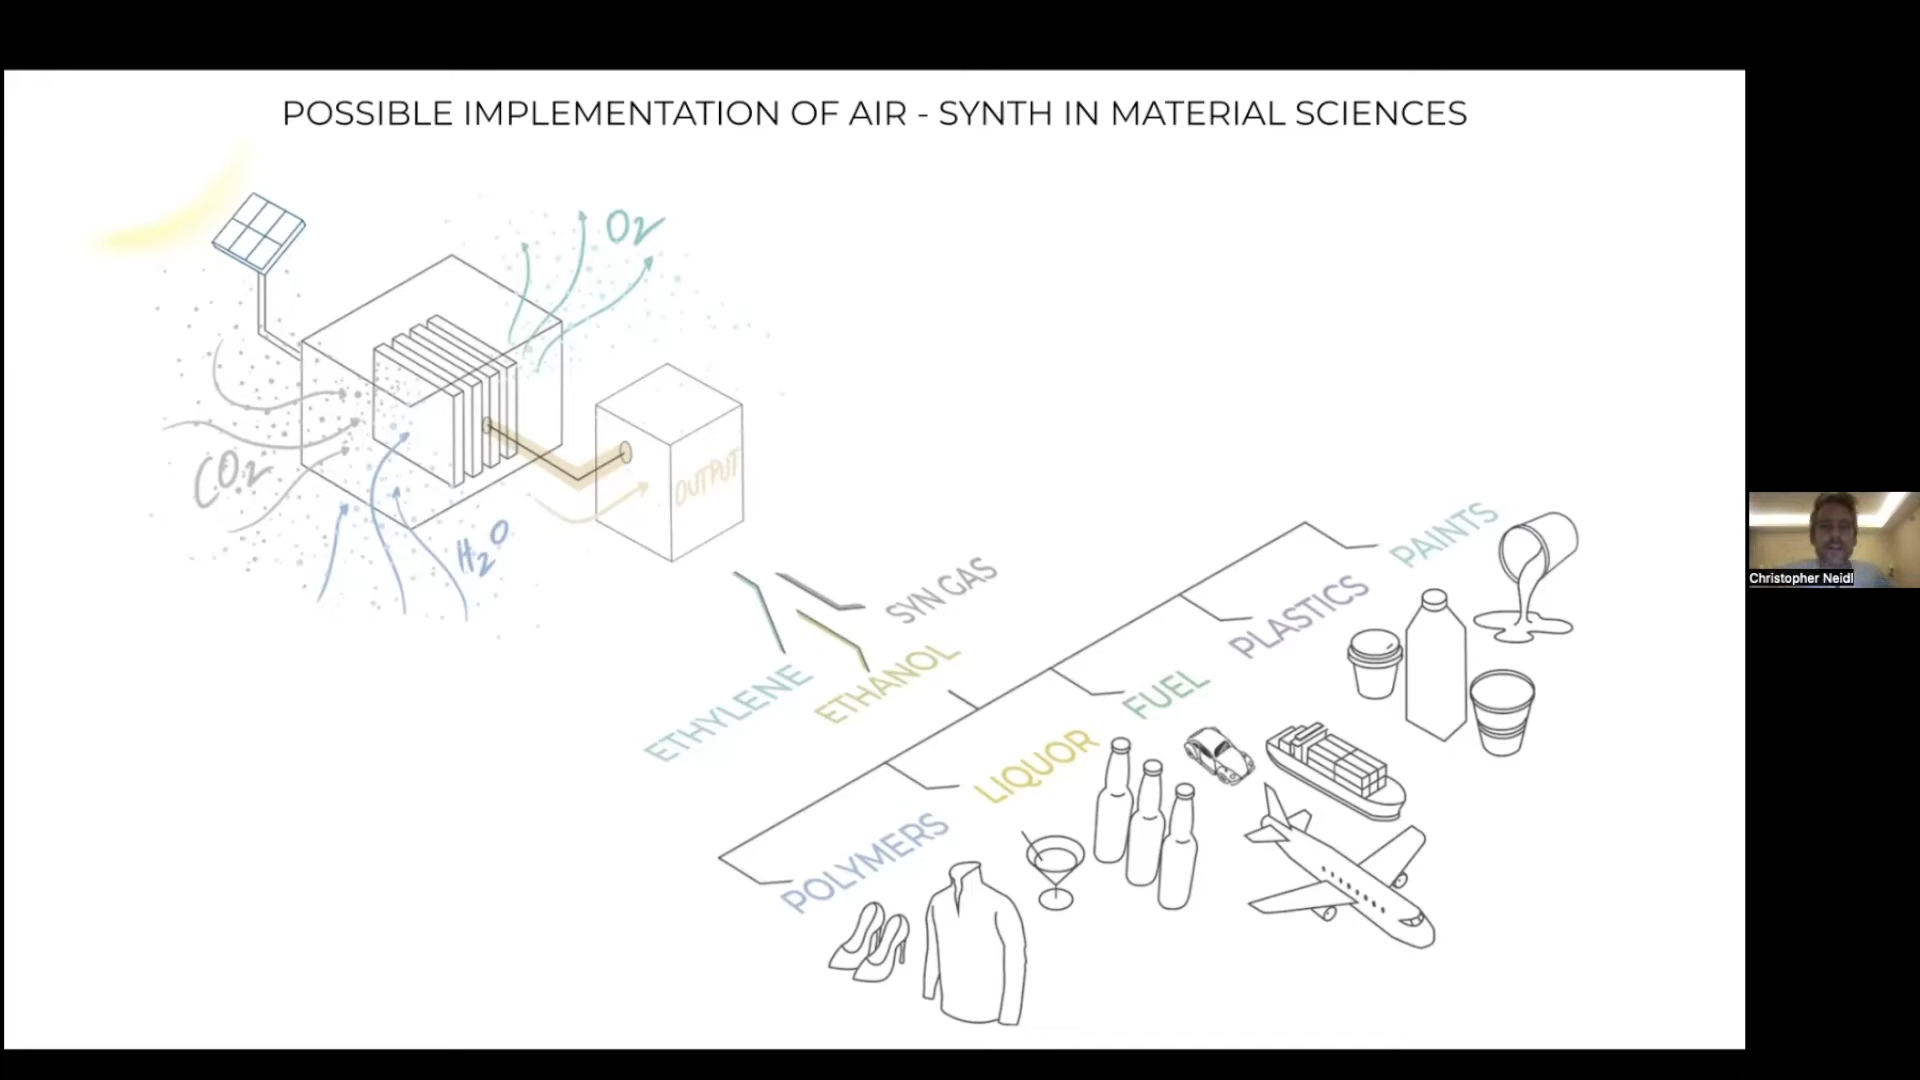 POSSIBLE IMPLEMENTATION OF AIR - SYNTH IN MATERIAL SCIENCES
O2
CO2
H2O
OUTPUT
SYN GAS
ETHANOL
ETHYLENE
PAINTS
PLASTICS
FUEL
LIQUOR
POLYMERS
Christopher Neidl